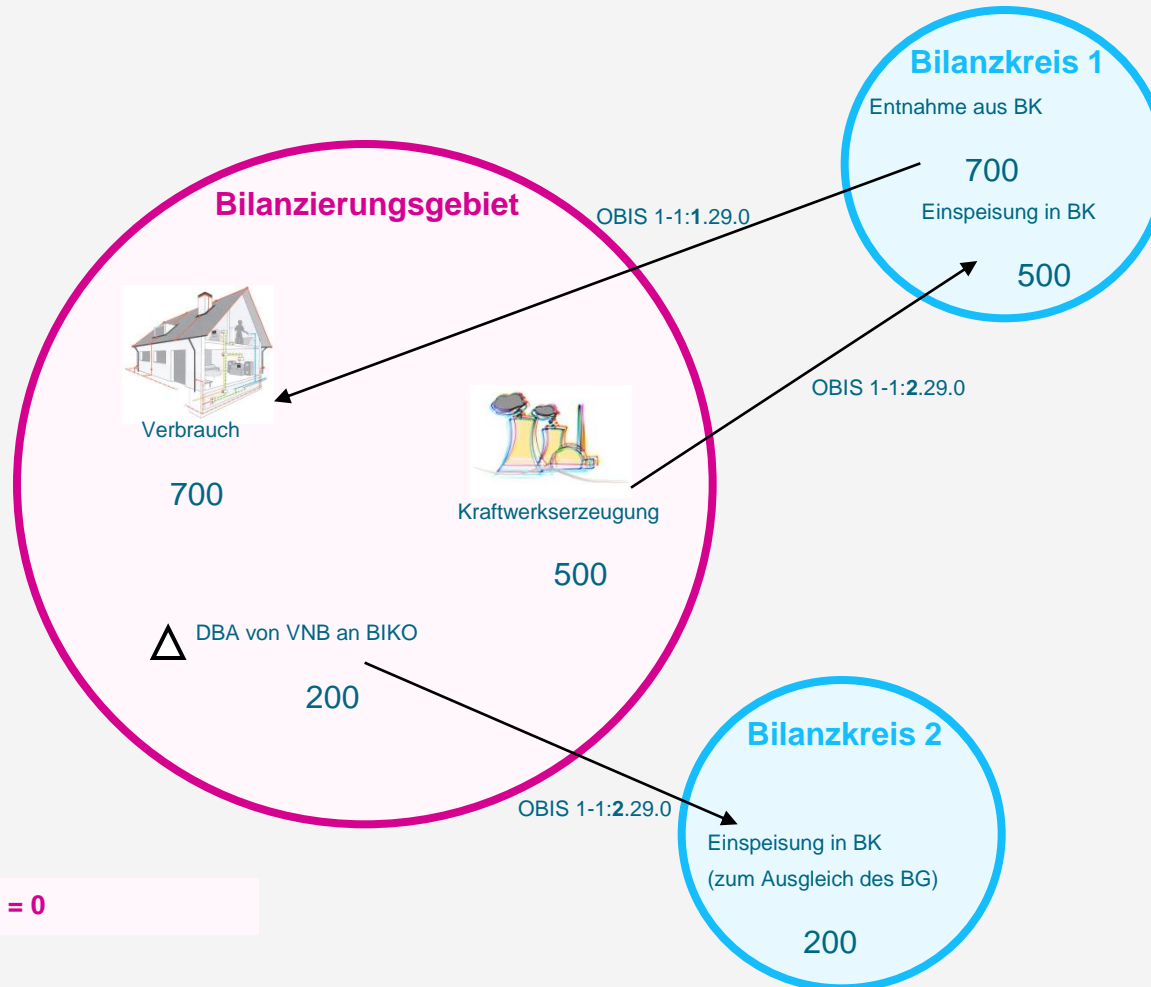 Bilanzkreis 1
Entnahme aus BK
700
Einspeisung in BK
500
OBIS 1-1:1.29.0
OBIS 1-1:2.29.0
Bilanzierungsgebiet
Verbrauch
700
Kraftwerkserzeugung
500
DBA von VNB an BIKO
200
OBIS 1-1:2.29.0
Bilanzkreis 2
Einspeisung in BK
(zum Ausgleich des BG)
200
= 0